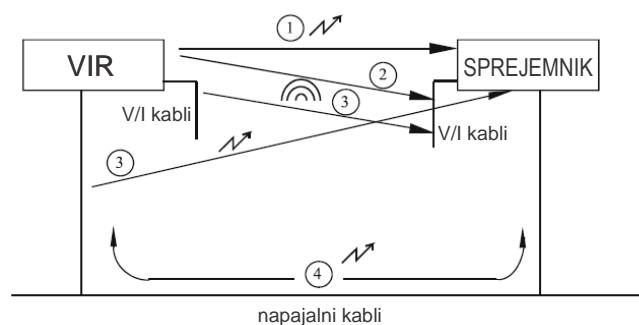 1
VIR
SPREJEMNIK
2
3
V/I kabli
V/I kabli
3
4
napajalni kabli